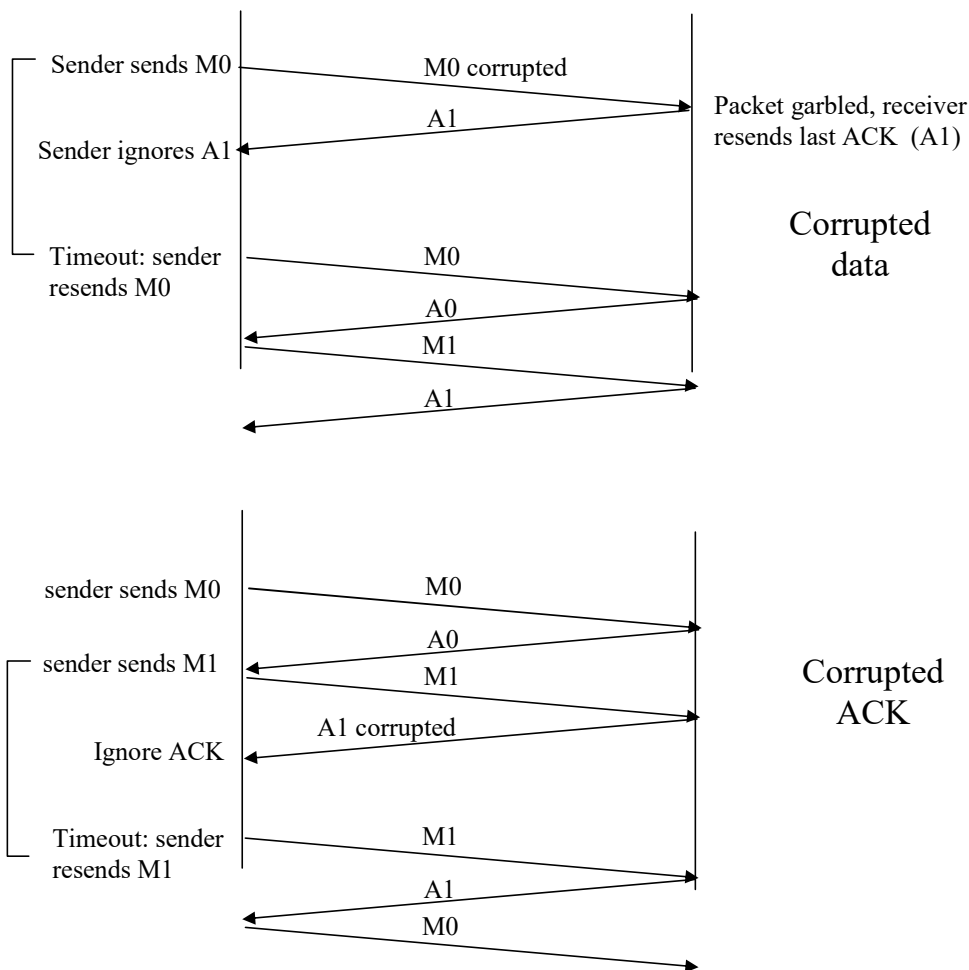 Sender sends M0
M0 corrupted
Packet garbled, receiver
resends last ACK  (A1)
A1
Sender ignores A1
Corrupted
data
Timeout: sender
resends M0
M0
A0
M1
A1
sender sends M0
M0
A0
sender sends M1
M1
Corrupted
ACK
A1 corrupted
Ignore ACK
Timeout: sender
resends M1
M1
A1
M0